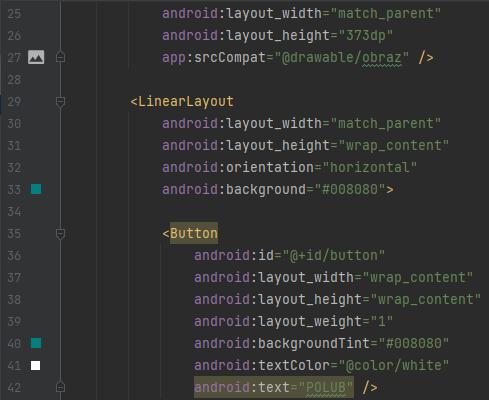 25 android:layout_width="match_parent"
26 android:layout_height="373dp"
27 app:srcCompat="@drawable/obraz" />
28
29 <LinearLayout
30 android:layout_width="match_parent"
31 android:layout_height="wrap_content"
32 android:orientation="horizontal"
33 android:background="#008080">
34
35 <Button
36 android:id="@+id/button"
37 android:layout_width="wrap_content"
38 android:layout_height="wrap_content"
39 android:layout_weight="1"
40 android:backgroundTint="#008080"
41 android:textColor="@color/white"
42 android:text="POLUB" />